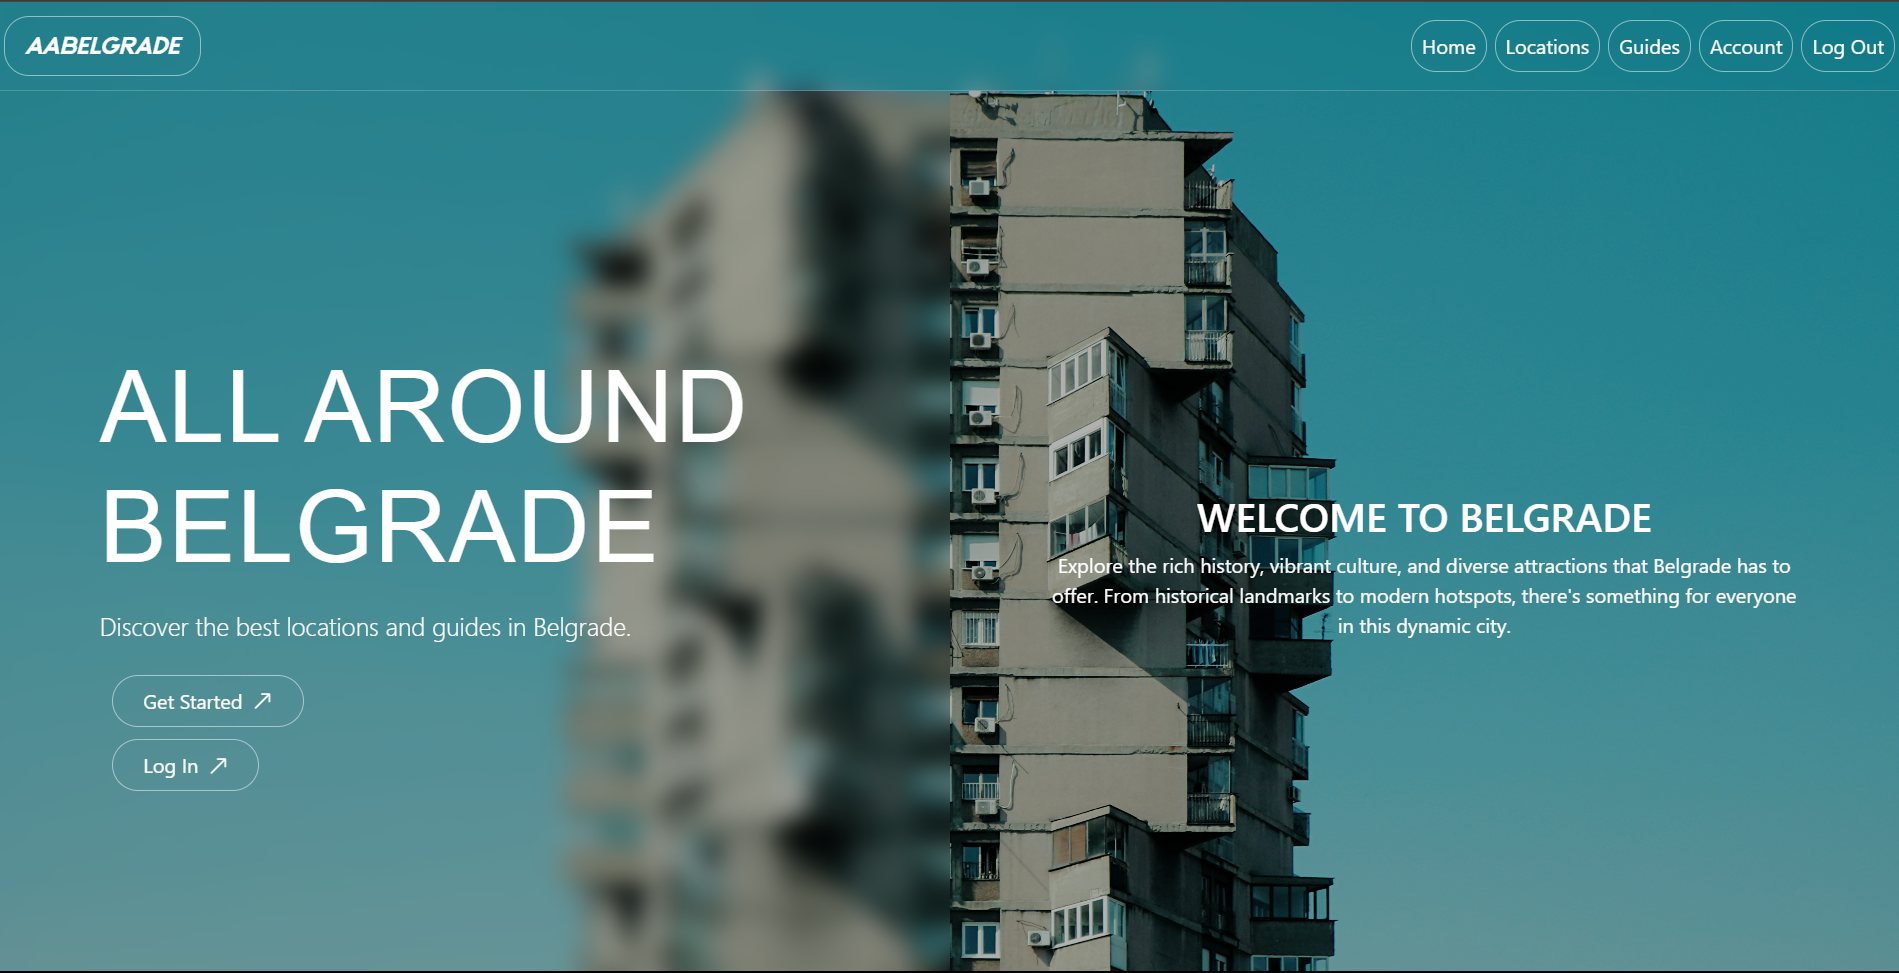 AABELGRADE
Home
Locations
Guides
Account
Log Out
ALL AROUND
BELGRADE
Discover the best locations and guides in Belgrade.
Get Started
Log In
WELCOME TO BELGRADE
Explore the rich history, vibrant culture, and diverse attractions that Belgrade has to
offer. From historical landmarks to modern hotspots, there's something for everyone
in this dynamic city.